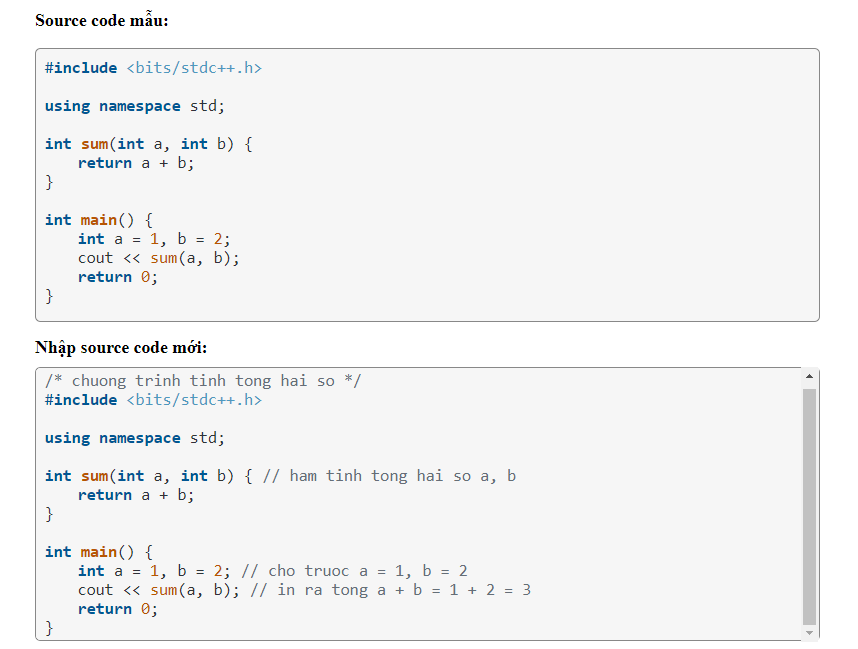 Source code mẫu:
#include <bits/stdc++.h>
using namespace std;
int sum(int a, int b) {
    return a + b;
}
int main() {
    int a = 1, b = 2;
    cout << sum(a, b);
    return 0;
}
Nhập source code mới:
/* chuong trinh tinh tong hai so */
#include <bits/stdc++.h>
using namespace std;
int sum(int a, int b) { // ham tinh tong hai so a, b
    return a + b;
}
int main() {
    int a = 1, b = 2; // cho truoc a = 1, b = 2
    cout << sum(a, b); // in ra tong a + b = 1 + 2 = 3
    return 0;
}